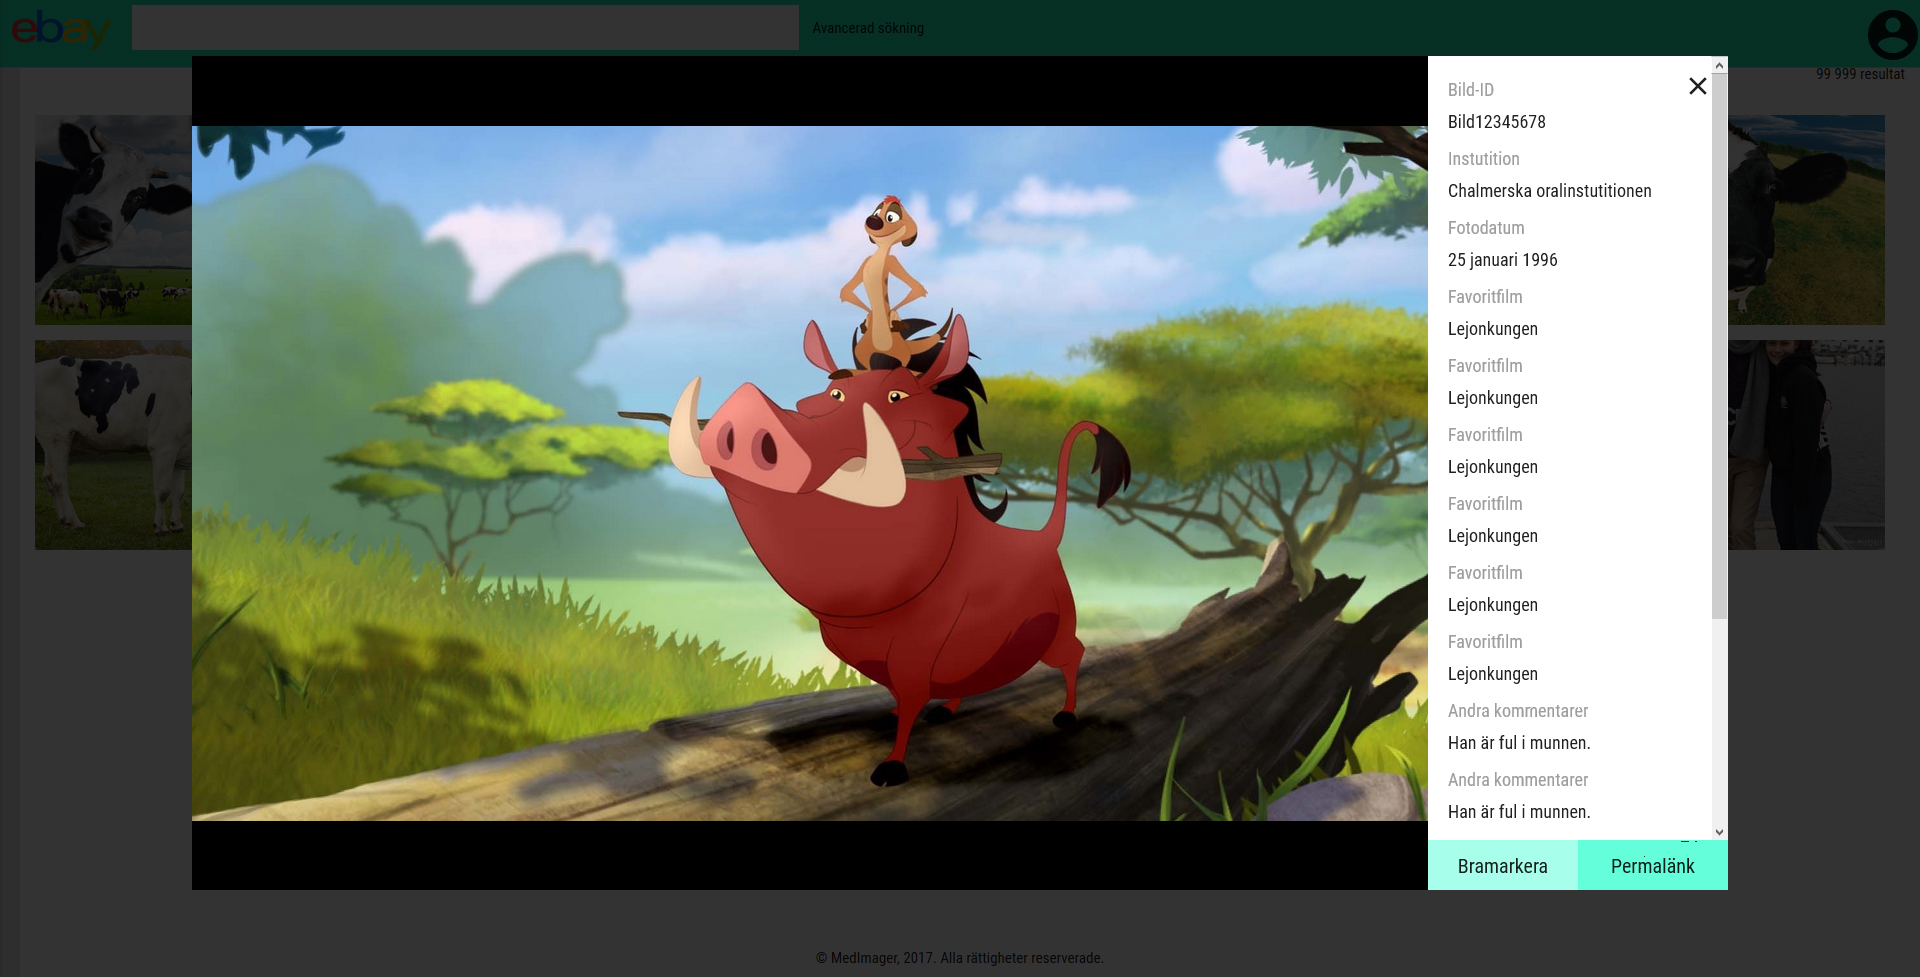 ebay
Avancerad sökning
99 999 resultat
Bild-ID
Bild12345678
Instutition
Chalmerska oralinstutitionen
Fotodatum
25 januari 1996
Favoritfilm
Lejonkungen
Favoritfilm
Lejonkungen
Favoritfilm
Lejonkungen
Favoritfilm
Lejonkungen
Favoritfilm
Lejonkungen
Favoritfilm
Lejonkungen
Andra kommentarer
Han är ful i munnen.
Andra kommentarer
Han är ful i munnen.
Bramarkera
Permalänk
© MedImager, 2017. Alla rättigheter reserverade.